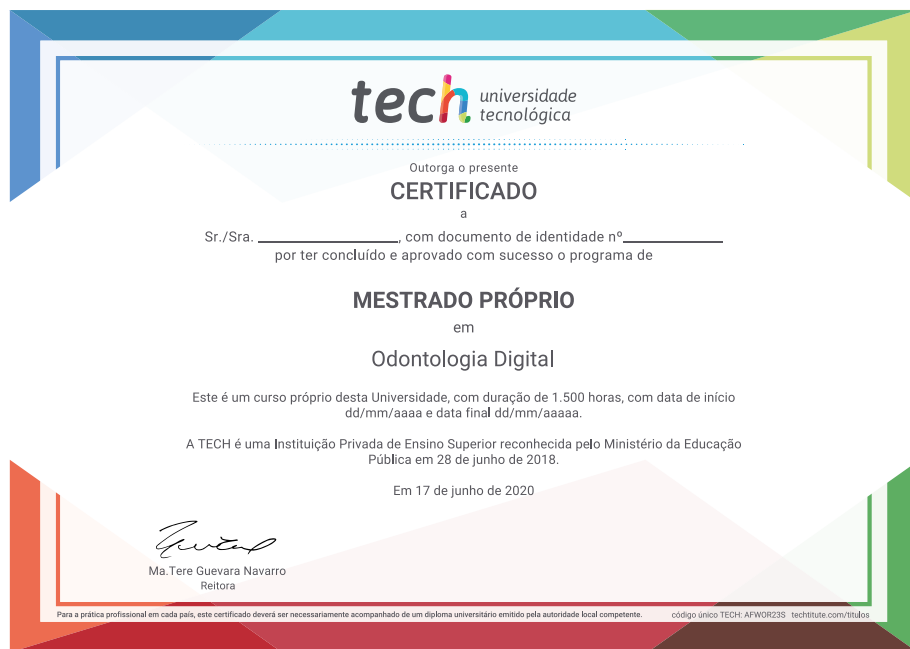 tech universidade
tecnológica
Outorga o presente
CERTIFICADO
a
Sr./Sra. __________________, com documento de identidade nº_____________
por ter concluído e aprovado com sucesso o programa de
MESTRADO PRÓPRIO
em
Odontologia Digital
Este é um curso próprio desta Universidade, com duração de 1.500 horas, com data de início
dd/mm/aaaa e data final dd/mm/aaaaa.
A TECH é uma Instituição Privada de Ensino Superior reconhecida pelo Ministério da Educação
Pública em 28 de junho de 2018.
Em 17 de junho de 2020
Ma.Tere Guevara Navarro
Reitora
Para a prática profissional em cada país, este certificado deverá ser necessariamente acompanhado de um diploma universitário emitido pela autoridade local competente. código único TECH: AFWOR23S techtitute.com/titulos